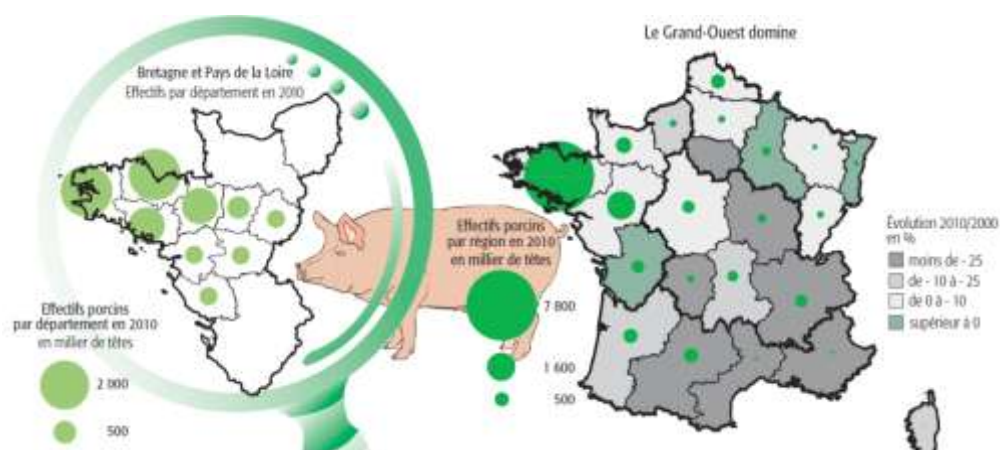 Bretagne et Pays de la Loire
Effectifs par département en 2010
Effectifs porcins
par département en 2010
en millier de têtes
2 000
500
Le Grand-Ouest domine
Effectifs porcins
par région en 2010
en millier de têtes
7 800
1 600
500
Évolution 2010/2000
en %
moins de - 25
de - 10 à - 25
de 0 à - 10
supérieur à 0